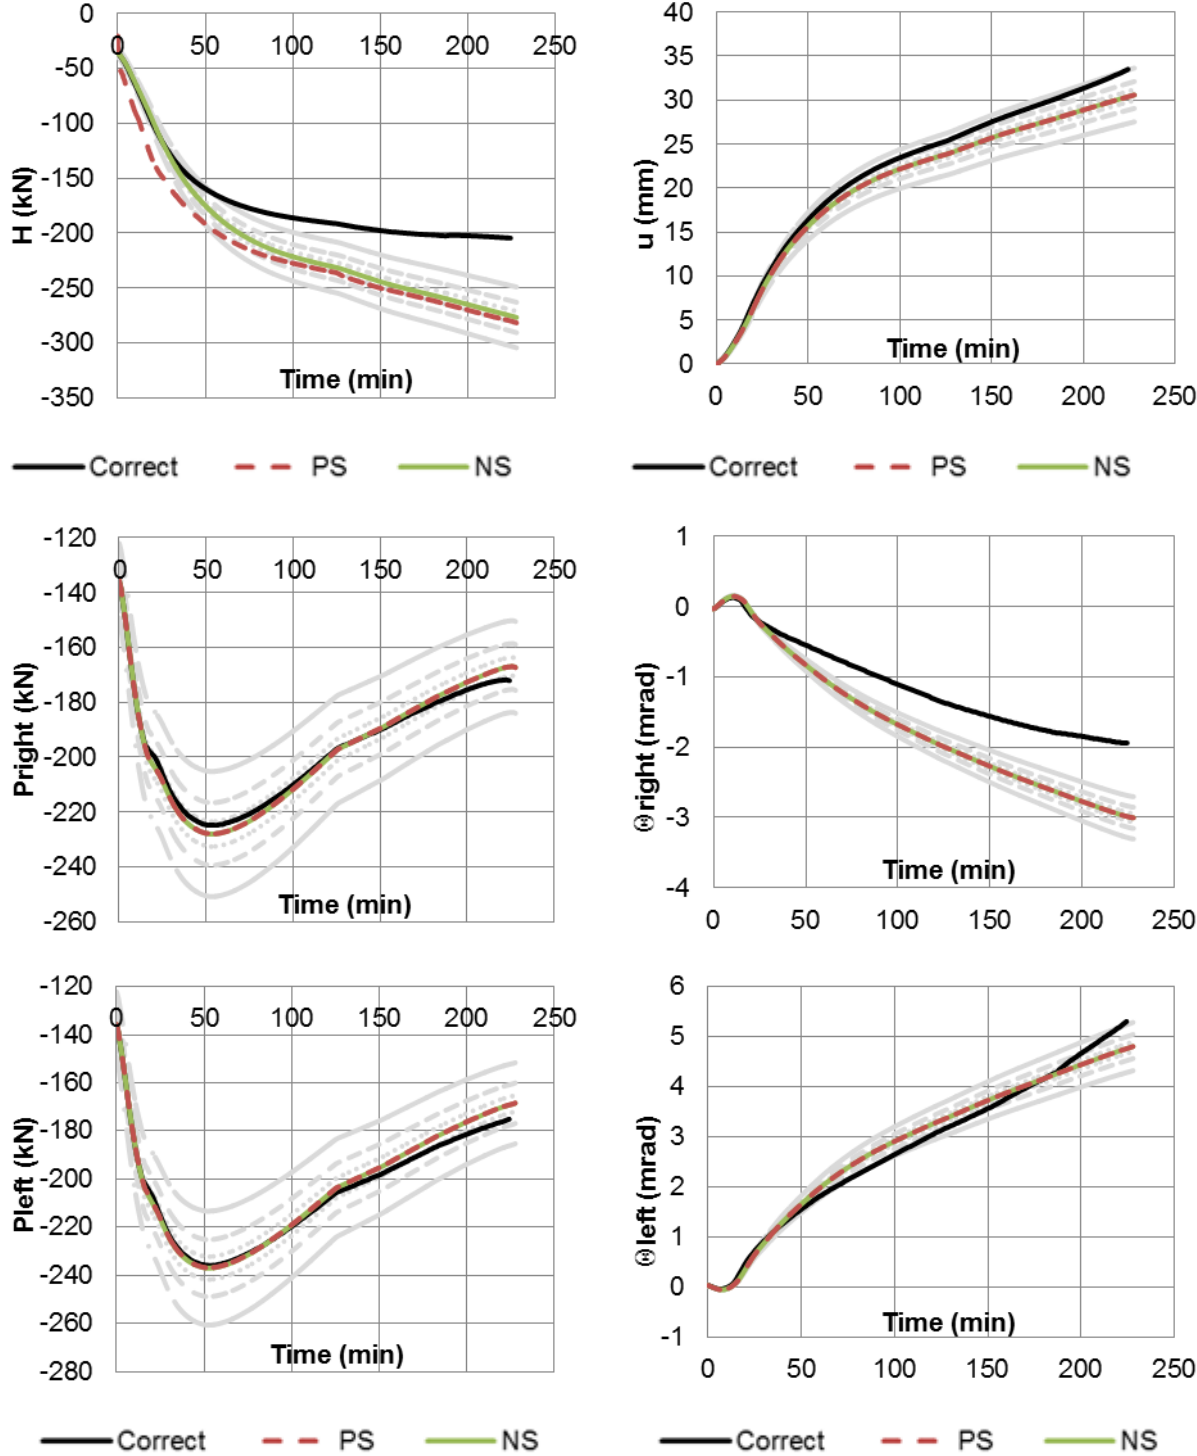 0
0 50 100 150 200 250
-50
-100
-150
-200
-250
-300
-350
H (kN)
Time (min)
40
35
30
25
20
15
10
5
0
u (mm)
Time (min)
0 50 100 150 200 250
Correct PS NS
Correct PS NS
-120
0 50 100 150 200 250
-140
-160
-180
-200
-220
-240
-260
Pright (kN)
Time (min)
1
0
-1
-2
-3
-4
Θright (mrad)
Time (min)
0 50 100 150 200 250
-120
0 50 100 150 200 250
-140
-160
-180
-200
-220
-240
-260
-280
Pleft (kN)
Time (min)
6
5
4
3
2
1
0
-1
Θleft (mrad)
Time (min)
0 50 100 150 200 250
Correct PS NS
Correct PS NS